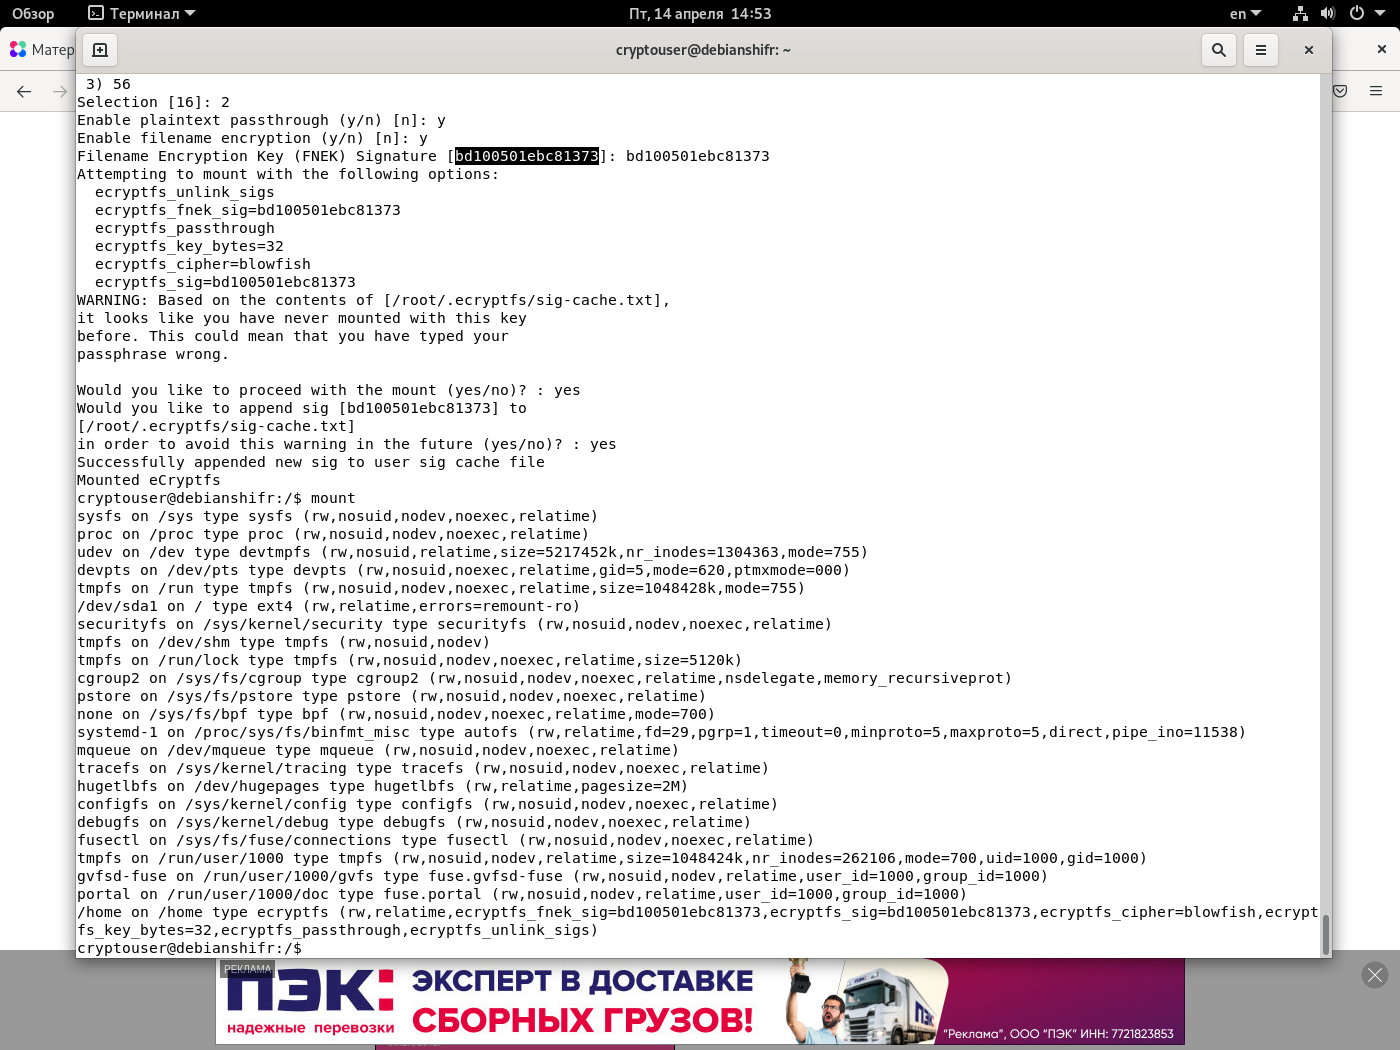 Обзор
Терминал
Пт, 14 апреля 14:53
en
Матер
cryptouser@debianshifr: ~
3) 56
Selection [16]: 2
Enable plaintext passthrough (y/n) [n]: y
Enable filename encryption (y/n) [n]: y
Filename Encryption Key (FNEK) Signature [bd100501ebc81373]: bd100501ebc81373
Attempting to mount with the following options:
ecryptfs_unlink_sigs
ecryptfs_fnek_sig=bd100501ebc81373
ecryptfs_passthrough
ecryptfs_key_bytes=32
ecryptfs_cipher=blowfish
ecryptfs_sig=bd100501ebc81373
WARNING: Based on the contents of [/root/.ecryptfs/sig-cache.txt],
it looks like you have never mounted with this key
before. This could mean that you have typed your
passphrase wrong.
Would you like to proceed with the mount (yes/no)? : yes
Would you like to append sig [bd100501ebc81373] to
[/root/.ecryptfs/sig-cache.txt]
in order to avoid this warning in the future (yes/no)? : yes
Successfully appended new sig to user sig cache file
Mounted eCryptfs
cryptouser@debianshifr:/$ mount
sysfs on /sys type sysfs (rw,nosuid,nodev,noexec,relatime)
proc on /proc type proc (rw,nosuid,nodev,noexec,relatime)
udev on /dev type devtmpfs (rw,nosuid,relatime,size=5217452k,nr_inodes=1304363,mode=755)
devpts on /dev/pts type devpts (rw,nosuid,noexec,relatime,gid=5,mode=620,ptmxmode=000)
tmpfs on /run type tmpfs (rw,nosuid,nodev,noexec,relatime,size=1048428k,mode=755)
/dev/sda1 on / type ext4 (rw,relatime,errors=remount-ro)
securityfs on /sys/kernel/security type securityfs (rw,nosuid,nodev,noexec,relatime)
tmpfs on /dev/shm type tmpfs (rw,nosuid,nodev)
tmpfs on /run/lock type tmpfs (rw,nosuid,nodev,noexec,relatime,size=5120k)
cgroup2 on /sys/fs/cgroup type cgroup2 (rw,nosuid,nodev,noexec,relatime,nsdelegate,memory_recursiveprot)
pstore on /sys/fs/pstore type pstore (rw,nosuid,nodev,noexec,relatime)
none on /sys/fs/bpf type bpf (rw,nosuid,nodev,noexec,relatime,mode=700)
systemd-1 on /proc/sys/fs/binfmt_misc type autofs (rw,relatime,fd=29,pgrp=1,timeout=0,minproto=5,maxproto=5,direct,pipe_ino=11538)
mqueue on /dev/mqueue type mqueue (rw,nosuid,nodev,noexec,relatime)
tracefs on /sys/kernel/tracing type tracefs (rw,nosuid,nodev,noexec,relatime)
hugetlbfs on /dev/hugepages type hugetlbfs (rw,relatime,pagesize=2M)
configfs on /sys/kernel/config type configfs (rw,nosuid,nodev,noexec,relatime)
debugfs on /sys/kernel/debug type debugfs (rw,nosuid,nodev,noexec,relatime)
fusectl on /sys/fs/fuse/connections type fusectl (rw,nosuid,nodev,noexec,relatime)
tmpfs on /run/user/1000 type tmpfs (rw,nosuid,nodev,relatime,size=1048424k,nr_inodes=262106,mode=700,uid=1000,gid=1000)
gvfsd-fuse on /run/user/1000/gvfs type fuse.gvfsd-fuse (rw,nosuid,nodev,relatime,user_id=1000,group_id=1000)
portal on /run/user/1000/doc type fuse.portal (rw,nosuid,nodev,relatime,user_id=1000,group_id=1000)
/home on /home type ecryptfs (rw,relatime,ecryptfs_fnek_sig=bd100501ebc81373,ecryptfs_sig=bd100501ebc81373,ecryptfs_cipher=blowfish,ecrypt
fs_key_bytes=32,ecryptfs_passthrough,ecryptfs_unlink_sigs)
cryptouser@debianshifr:/$
РЕКЛАМА
ПЭК:
надежные перевозки
ЭКСПЕРТ В ДОСТАВКЕ
СБОРНЫХ ГРУЗОВ!
ПЭК:
"Реклама", ООО "ПЭК" ИНН: 7721823853